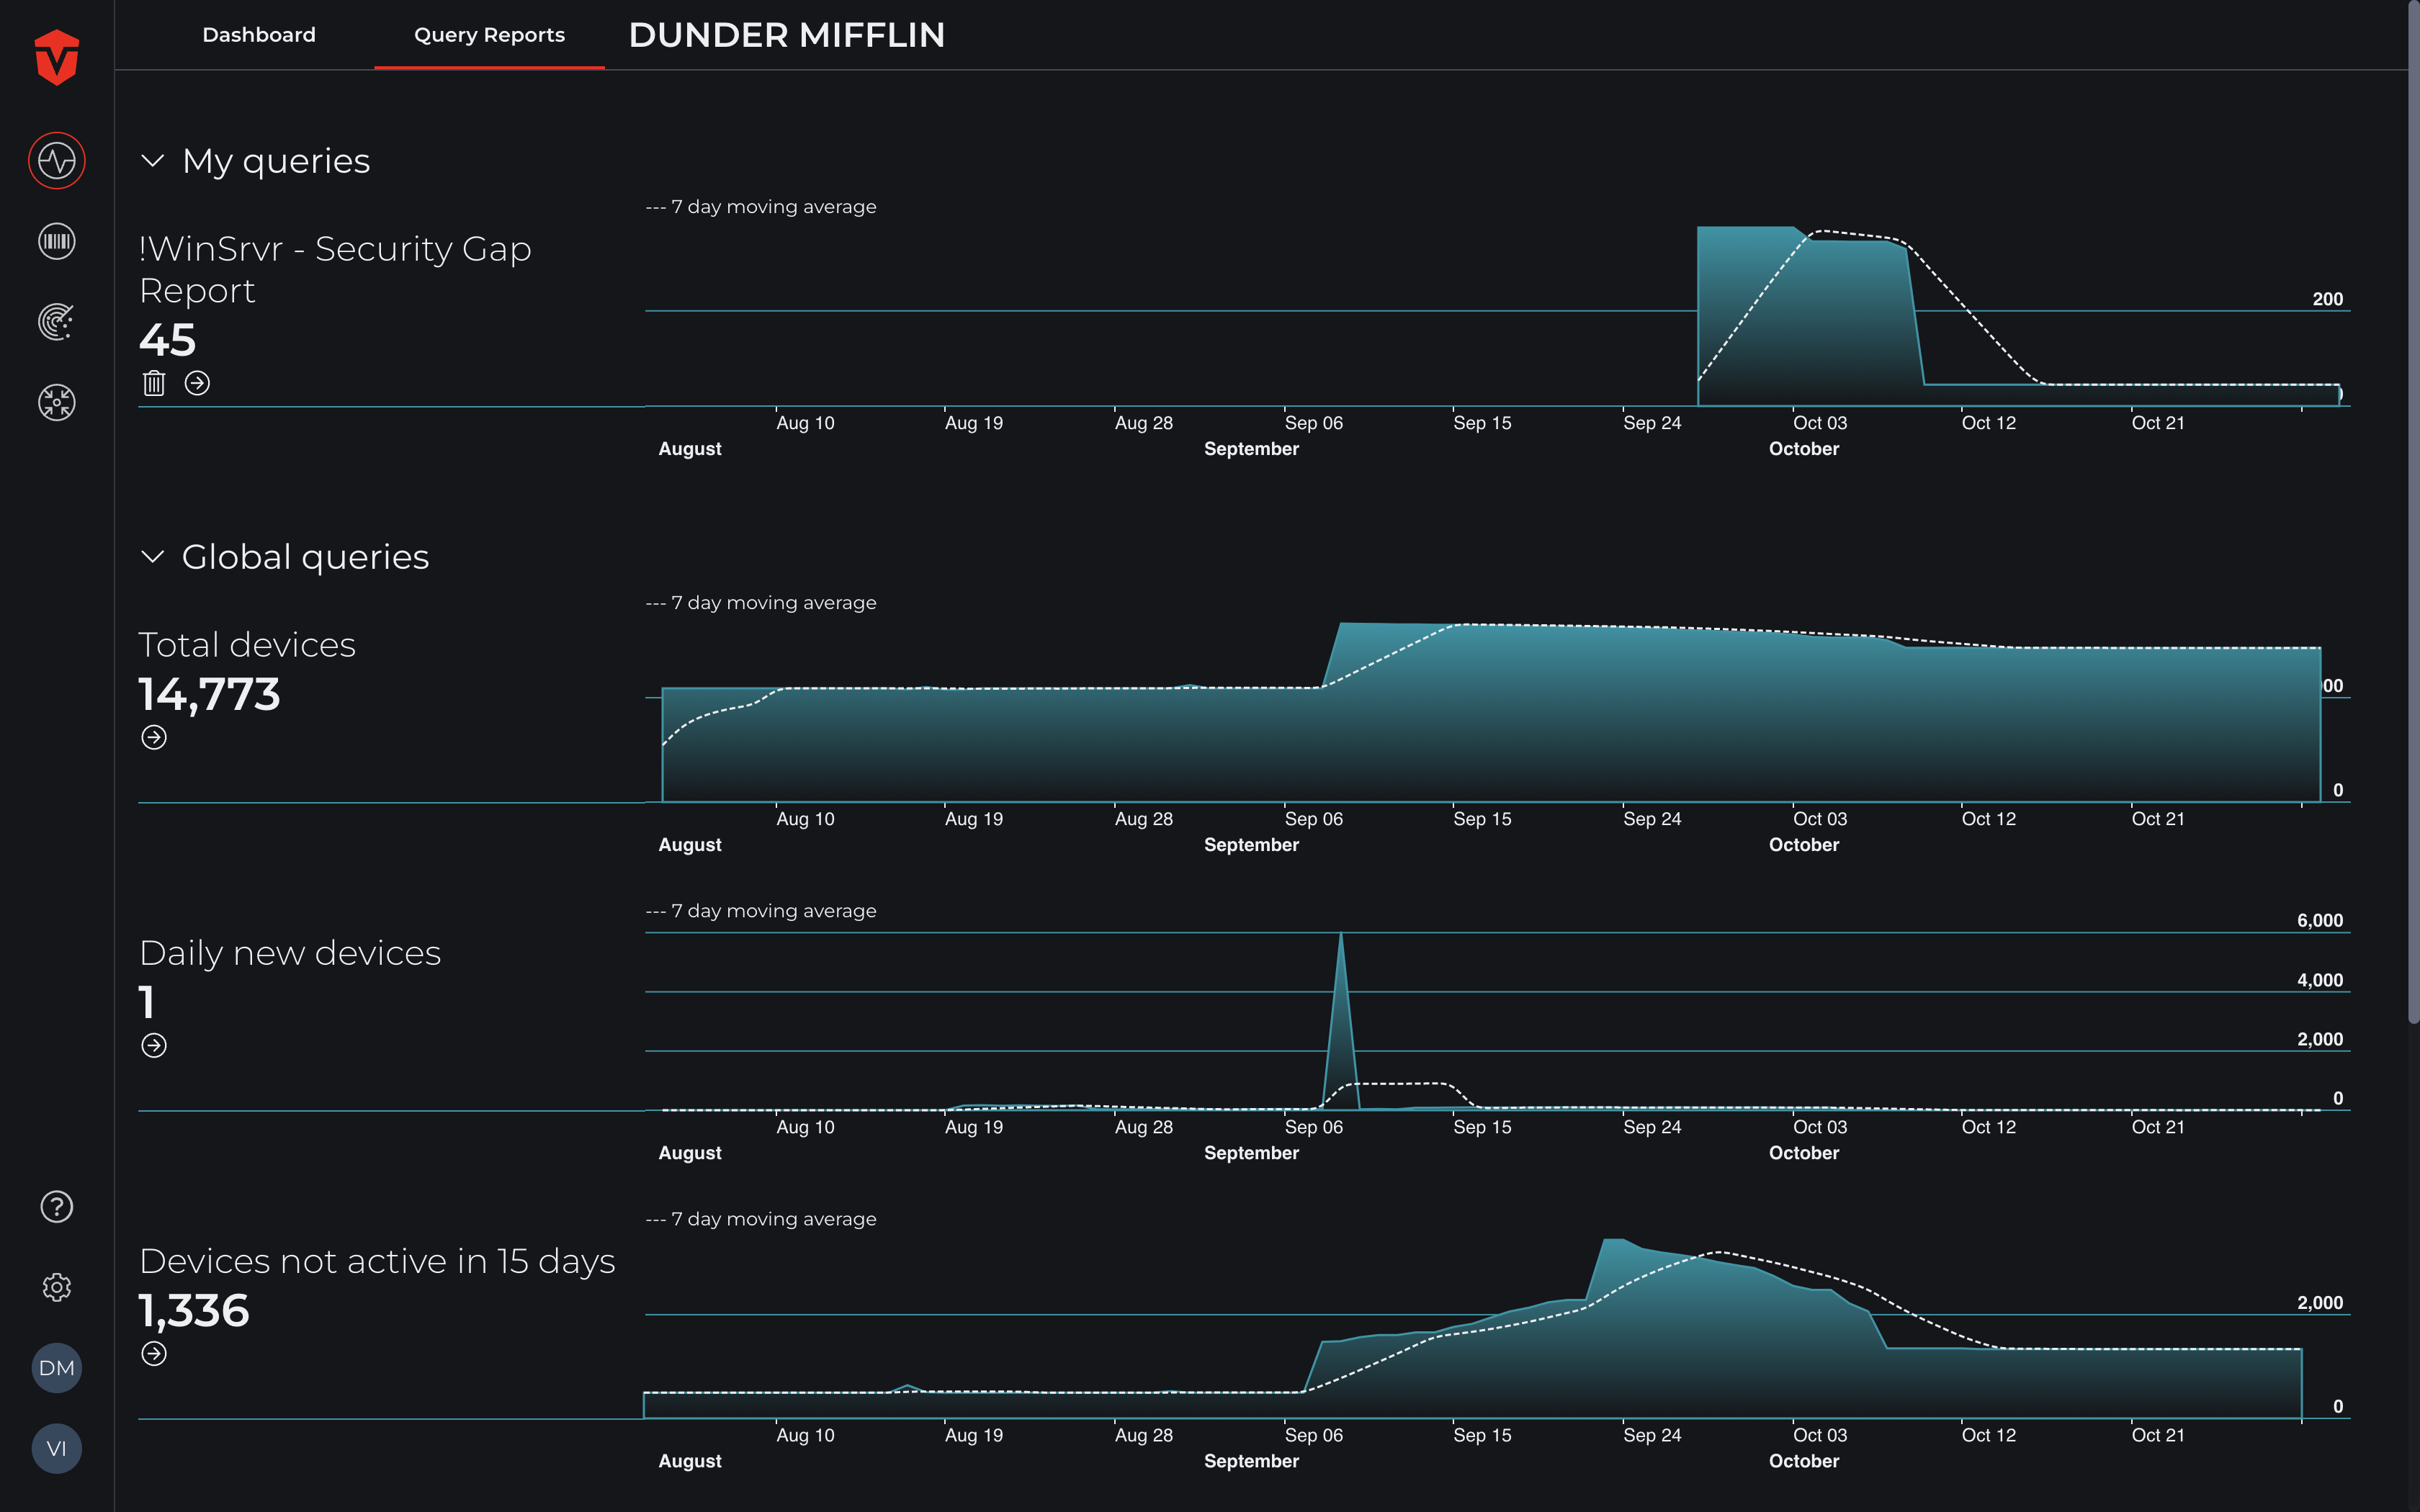 Dashboard
Query Reports
DUNDER MIFFLIN
My queries
--- 7 day moving average
!WinSrvr - Security Gap
Report
45
200
Aug 10 Aug 19 Aug 28 Sep 06 Sep 15 Sep 24 Oct 03 Oct 12 Oct 21
August September October
Global queries
--- 7 day moving average
Total devices
14,773
0
Aug 10 Aug 19 Aug 28 Sep 06 Sep 15 Sep 24 Oct 03 Oct 12 Oct 21
August September October
--- 7 day moving average
6,000
Daily new devices
4,000
1
2,000
0
Aug 10 Aug 19 Aug 28 Sep 06 Sep 15 Sep 24 Oct 03 Oct 12 Oct 21
August September October
--- 7 day moving average
Devices not active in 15 days
1,336
2,000
0
Aug 10 Aug 19 Aug 28 Sep 06 Sep 15 Sep 24 Oct 03 Oct 12 Oct 21
August September October
?
DM
VI